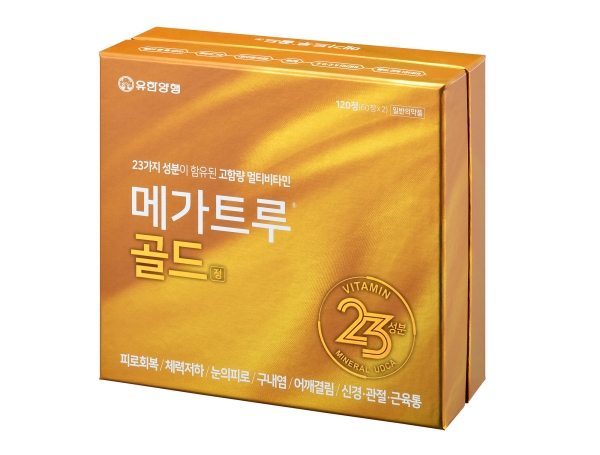 유한양행
120정(60정×2) 일반의약품
23가지 성분이 함유된 고함량 멀티비타민
메가트루®
골드정
VITAMIN
23성분
MINERAL UDCA
피로회복/체력저하/눈의피로/구내염/어깨결림/신경·관절·근육통